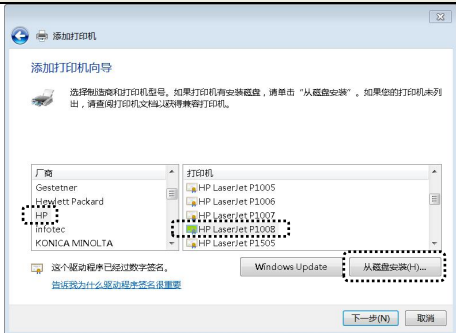 添加打印机
添加打印机向导
选择制造商和打印机型号。如果打印机有安装磁盘，请单击“从磁盘安装”。如果您的打印机未列
出，请查阅打印机文档以获得兼容打印机。
厂商
Gestetner
Hewlett Packard
HP
infotec
KONICA MINOLTA
打印机
HP LaserJet P1005
HP LaserJet P1006
HP LaserJet P1007
HP LaserJet P1008
HP LaserJet P1505
这个驱动程序已经过数字签名。
告诉我为什么驱动程序签名很重要
Windows Update
从磁盘安装(H)...
下一步(N)
取消